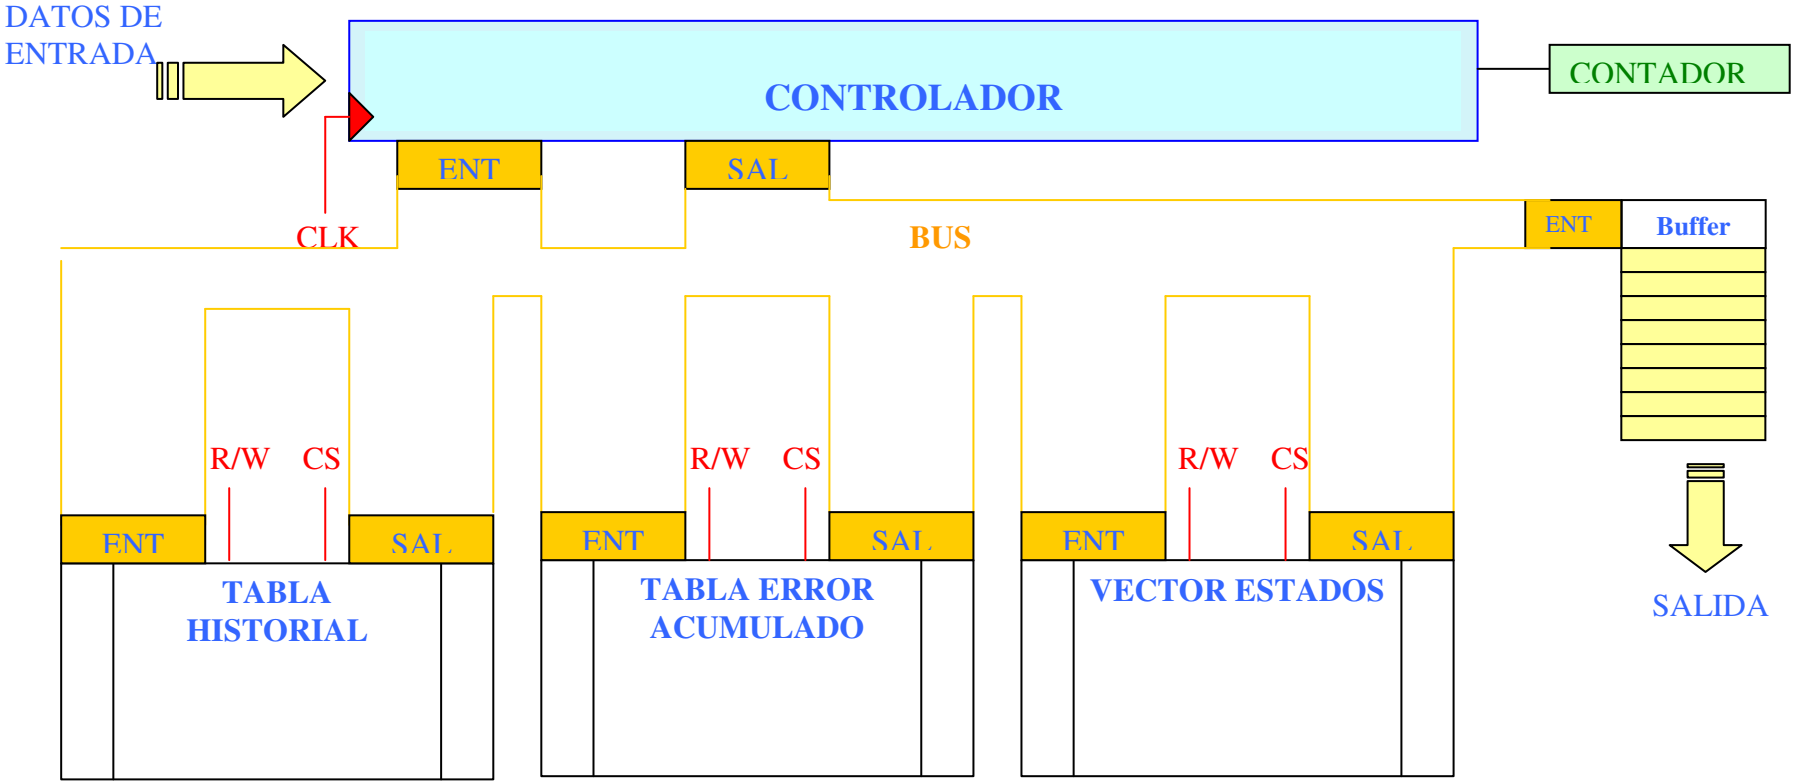 DATOS DE
ENTRADA
CONTROLADOR
CONTADOR
ENT
SAL
CLK
BUS
ENT
Buffer
R/W CS
R/W CS
R/W CS
ENT
SAL
ENT
SAL
ENT
SAL
TABLA
HISTORIAL
TABLA ERROR
ACUMULADO
VECTOR ESTADOS
SALIDA